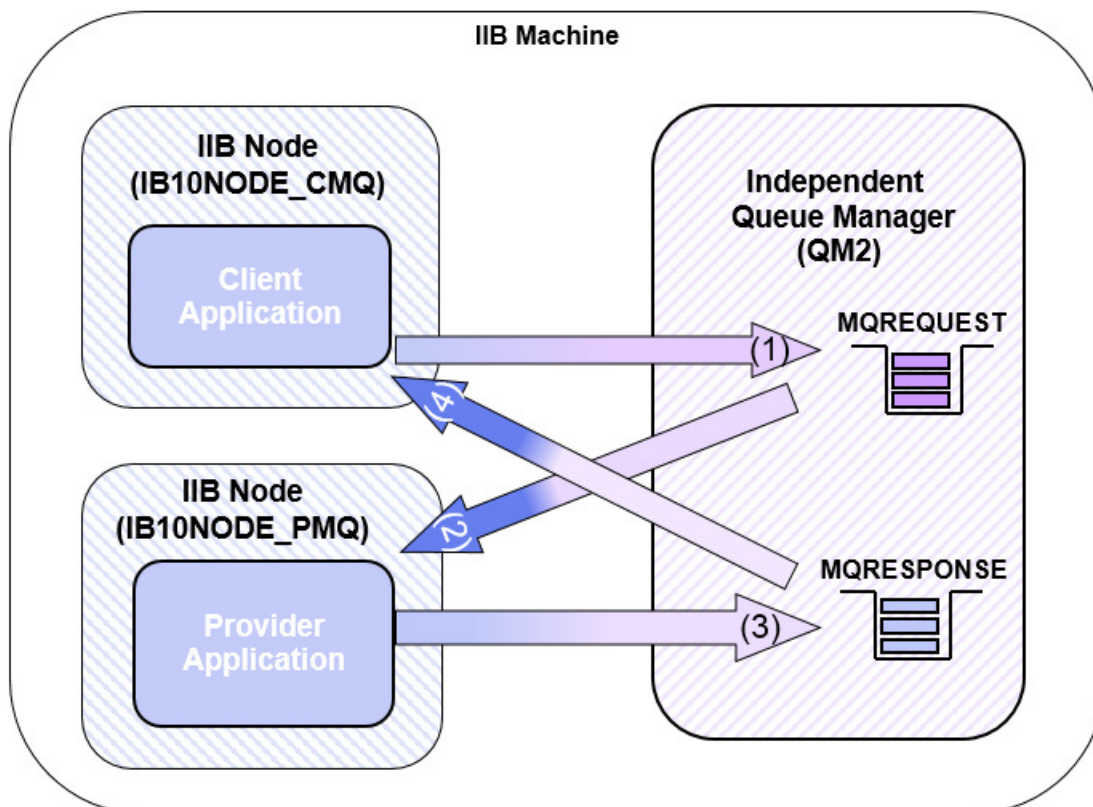 IIB Machine
IIB Node
(IB10NODE_CMQ)
Client
Application
Independent
Queue Manager
(QM2)
MQREQUEST
(1)
(4)
(2)
IIB Node
(IB10NODE_PMQ)
Provider
Application
MQRESPONSE
(3)